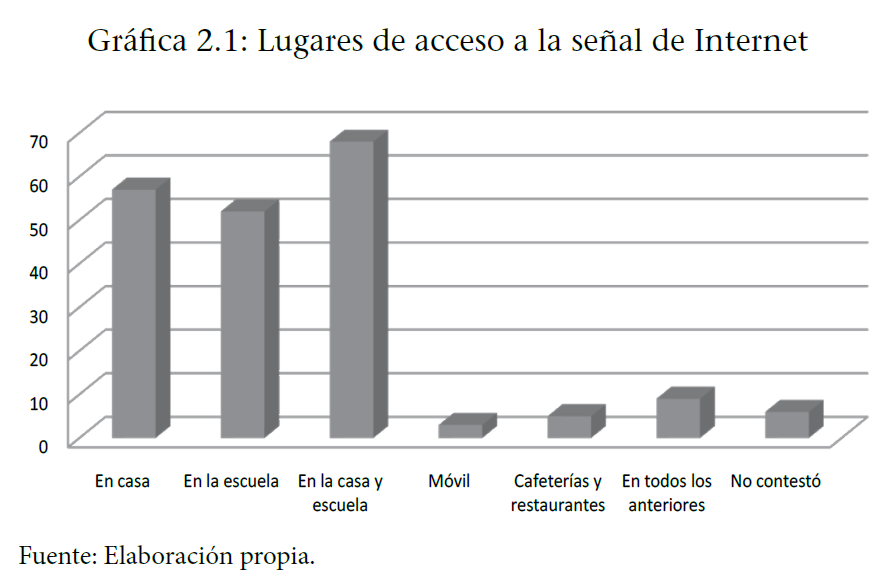 Gráfica 2.1: Lugares de acceso a la señal de Internet
70
60
50
40
30
20
10
0
En casa
En la escuela
En la casa y
escuela
Móvil
Cafeterías y
restaurantes
En todos los
anteriores
No contestó
Fuente: Elaboración propia.